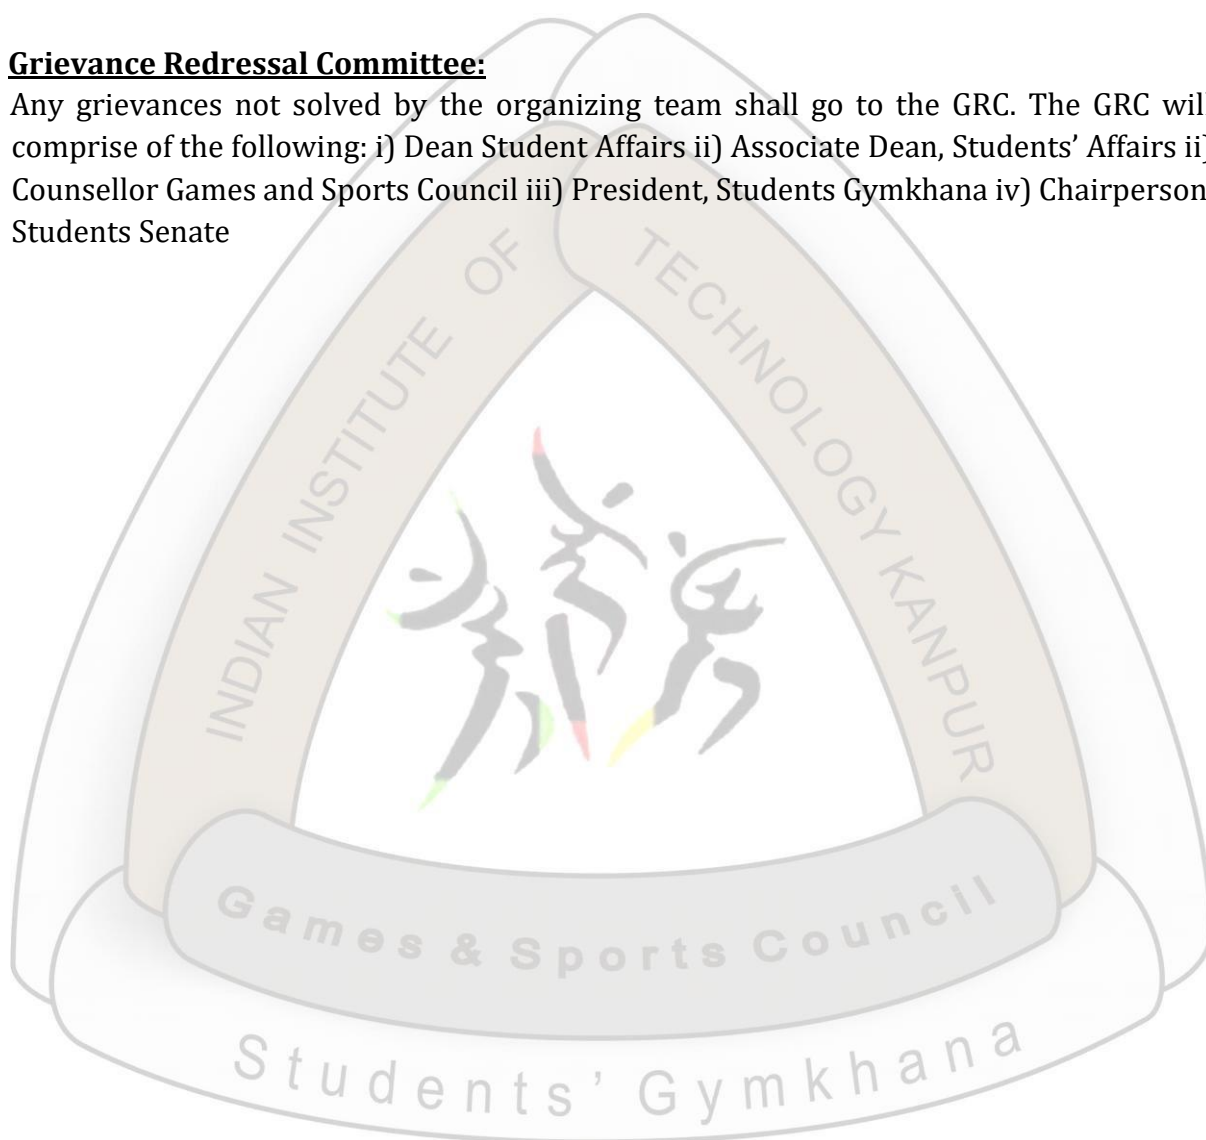 Grievance Redressal Committee:
Any grievances not solved by the organizing team shall go to the GRC. The GRC will
comprise of the following: i) Dean Student Affairs ii) Associate Dean, Students’ Affairs ii)
Counsellor Games and Sports Council iii) President, Students Gymkhana iv) Chairperson
Students Senate
INDIAN INSTITUTE OF TECHNOLOGY KANPUR
Games & Sports Council
Students’ Gymkhana